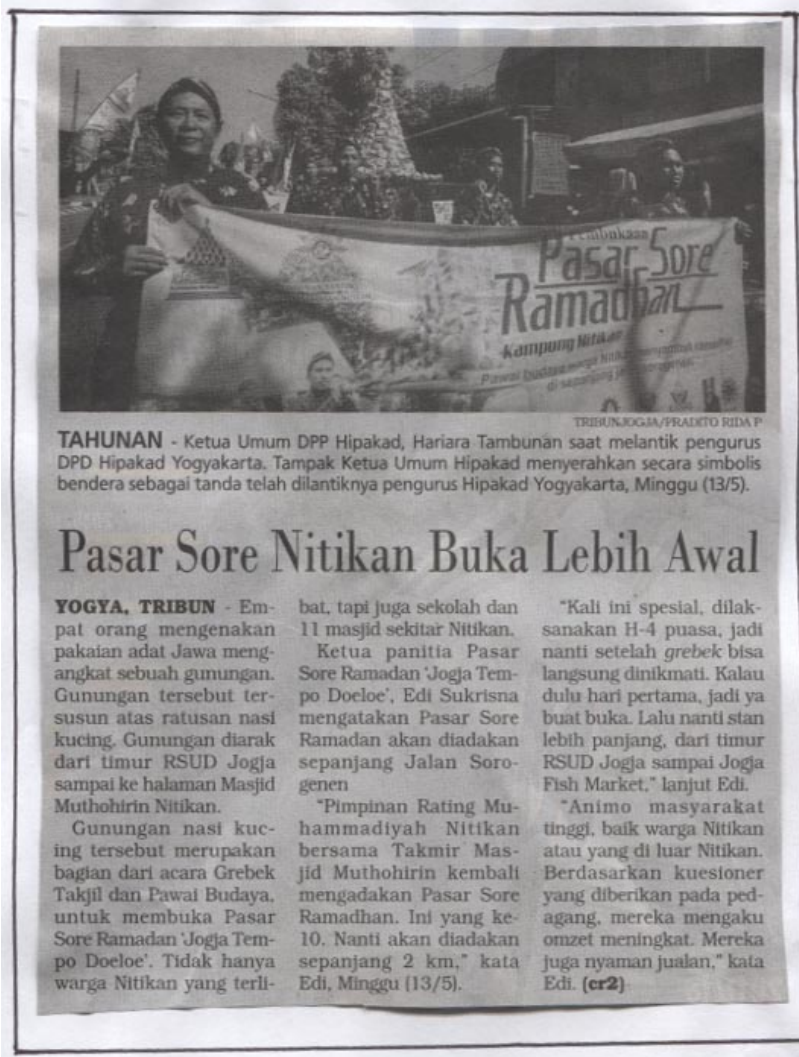 Pembukaan
Pasar Sore
Ramadhan
Kampung Nitikan
Pawai budaya warga Nitikan menyambut
di sepanjang
TRIBUNJOGJA/PRADITO RIDA P
TAHUNAN - Ketua Umum DPP Hipakad, Hariara Tambunan saat melantik pengurus
DPD Hipakad Yogyakarta. Tampak Ketua Umum Hipakad menyerahkan secara simbolis
bendera sebagai tanda telah dilantiknya pengurus Hipakad Yogyakarta, Minggu (13/5).
Pasar Sore Nitikan Buka Lebih Awal
YOGYA, TRIBUN - Em-
pat orang mengenakan
pakaian adat Jawa meng-
angkat sebuah gunungan.
Gunungan tersebut ter-
susun atas ratusan nasi
kucing. Gunungan diarak
dari timur RSUD Jogja
sampai ke halaman Masjid
Muthohirin Nitikan.
Gunungan nasi kuc-
ing tersebut merupakan
bagian dari acara Grebek
Takjil dan Pawai Budaya,
untuk membuka Pasar
Sore Ramadan 'Jogja Tem-
po Doeloe'. Tidak hanya
warga Nitikan yang terli-
bat, tapi juga sekolah dan
11 masjid sekitar Nitikan.
Ketua panitia Pasar
Sore Ramadan 'Jogja Tem-
po Doeloe', Edi Sukrisna
mengatakan Pasar Sore
Ramadan akan diadakan
sepanjang Jalan Soro-
genen
"Pimpinan Rating Mu-
hammadiyah Nitikan
bersama Takmir Mas-
jid Muthohirin kembali
mengadakan Pasar Sore
Ramadhan. Ini yang ke-
10. Nanti akan diadakan
sepanjang 2 km," kata
Edi, Minggu (13/5).
"Kali ini spesial, dilak-
sanakan H-4 puasa, jadi
nanti setelah grebek bisa
langsung dinikmati. Kalau
dulu hari pertama, jadi ya
buat buka. Lalu nanti stan
lebih panjang, dari timur
RSUD Jogja sampai Jogja
Fish Market," lanjut Edi.
"Animo masyarakat
tinggi, baik warga Nitikan
atau yang di luar Nitikan.
Berdasarkan kuesioner
yang diberikan pada ped-
agang, mereka mengaku
omzet meningkat. Mereka
juga nyaman jualan," kata
Edi. (cr2)